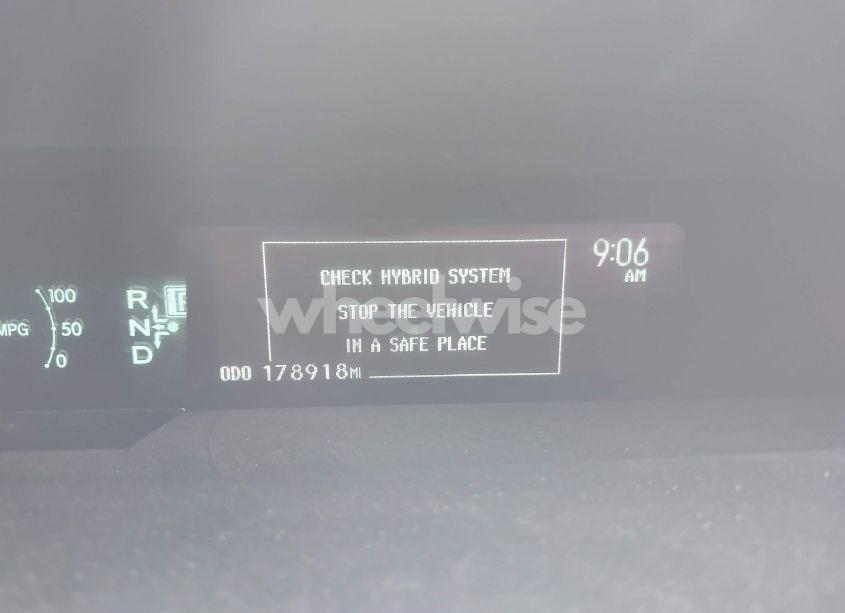 9:06
AM
CHECK HYBRID SYSTEM
STOP THE VEHICLE
IN A SAFE PLACE
ODO 178918MI
100
MPG 50
0
R
N
D
wheelwise